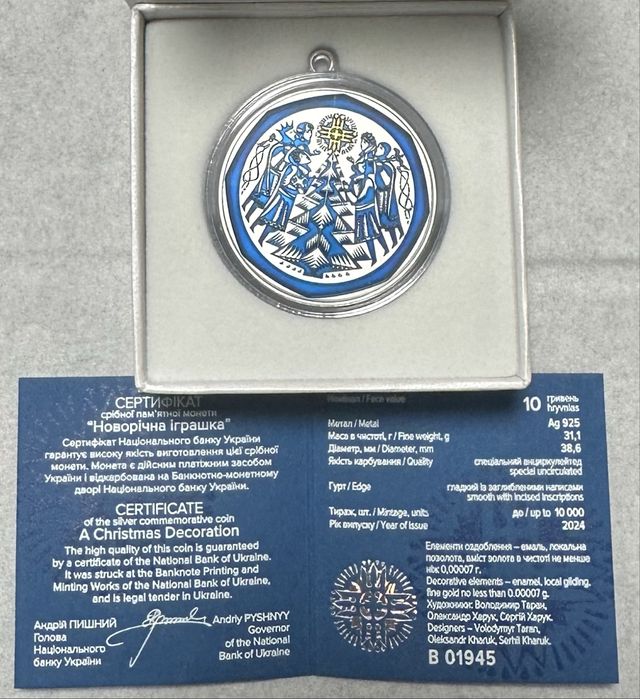 СЕРТИФІКАТ
срібної пам'ятної монети
"Новорічна іграшка"
Сертифікат Національного банку України
гарантує високу якість виготовлення цієї срібної
монети. Монета є дійсним платіжним засобом
України і відкарбована на Банкнотно-монетному
дворі Національного банку України.
CERTIFICATE
of the silver commemorative coin
A Christmas Decoration
The high quality of this coin is guaranteed
by a certificate of the National Bank of Ukraine.
It was struck at the Banknote Printing and
Minting Works of the National Bank of Ukraine,
and is legal tender in Ukraine.
Андрій ПИШНИЙ
Голова
Національного
банку України
Andriy PYSHNYY
Governor
of the National
Bank of Ukraine
Номінал / Face value 10 гривень
hryvnias
Метал / Metal Ag 925
Маса в чистоті, г / Fine weight, g 31,1
Діаметр, мм / Diameter, mm 38,6
Якість карбування / Quality спеціальний анциркулейтед
special uncirculated
Гурт / Edge гладкий із заглибленими написами
smooth with incised inscriptions
Тираж, шт. / Mintage, units до / up to 10 000
Рік випуску / Year of issue 2024
Елементи оздоблення – емаль, локальна
позолота, вміст золота в чистоті не менше
ніж 0,00007 г.
Decorative elements – enamel, local gilding,
fine gold no less than 0.00007 g.
Художники: Володимир Таран,
Олександр Харук, Сергій Харук.
Designers – Volodymyr Taran,
Oleksandr Kharuk, Serhii Kharuk.
B 01945